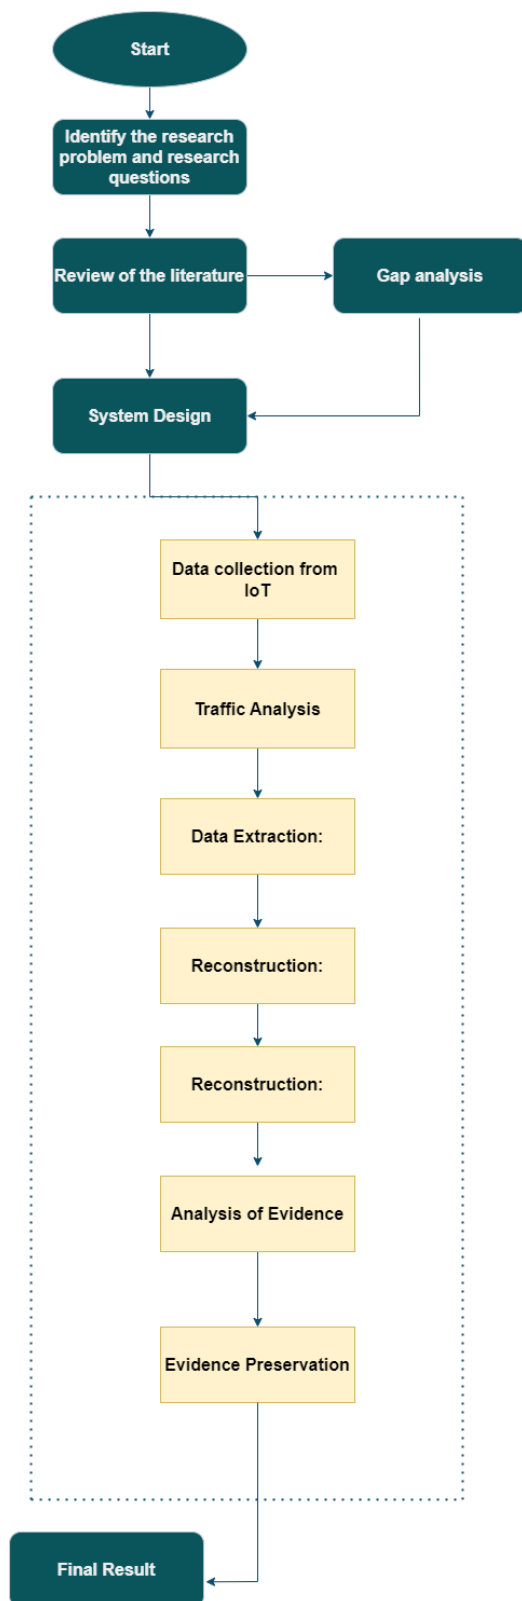 Start
Identify the research
problem and research
questions
Review of the literature
Gap analysis
System Design
Data collection from
IoT
Traffic Analysis
Data Extraction:
Reconstruction:
Reconstruction:
Analysis of Evidence
Evidence Preservation
Final Result